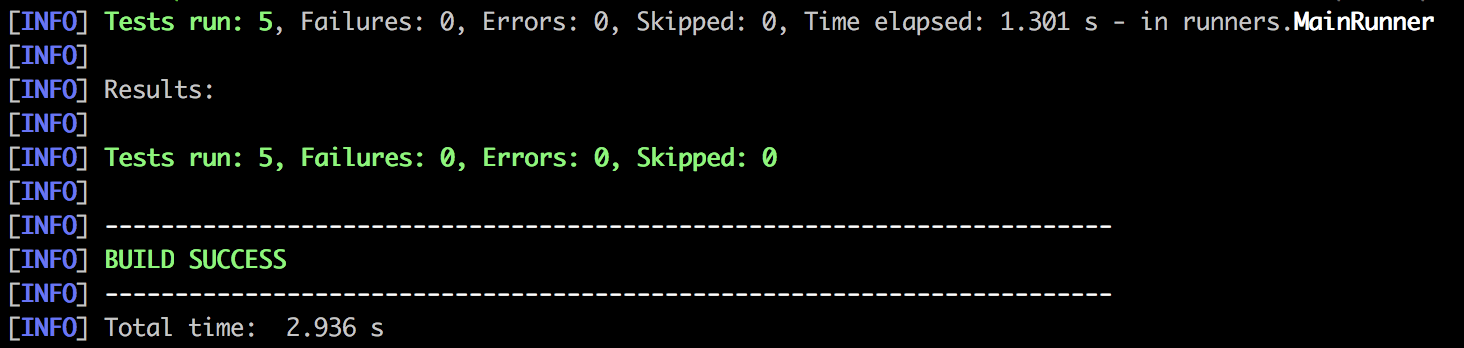 [INFO] Tests run: 5, Failures: 0, Errors: 0, Skipped: 0, Time elapsed: 1.301 s - in runners.MainRunner
[INFO]
[INFO] Results:
[INFO]
[INFO] Tests run: 5, Failures: 0, Errors: 0, Skipped: 0
[INFO]
[INFO] ------------------------------------------------------------------------
[INFO] BUILD SUCCESS
[INFO] ------------------------------------------------------------------------
[INFO] Total time:  2.936 s